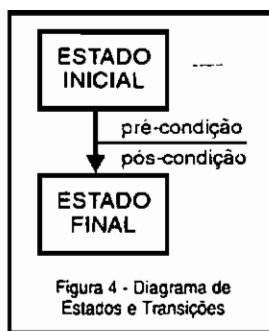 ESTADO
INICIAL
pré-condição
pós-condição
ESTADO
FINAL
Figura 4 - Diagrama de
Estados e Transições